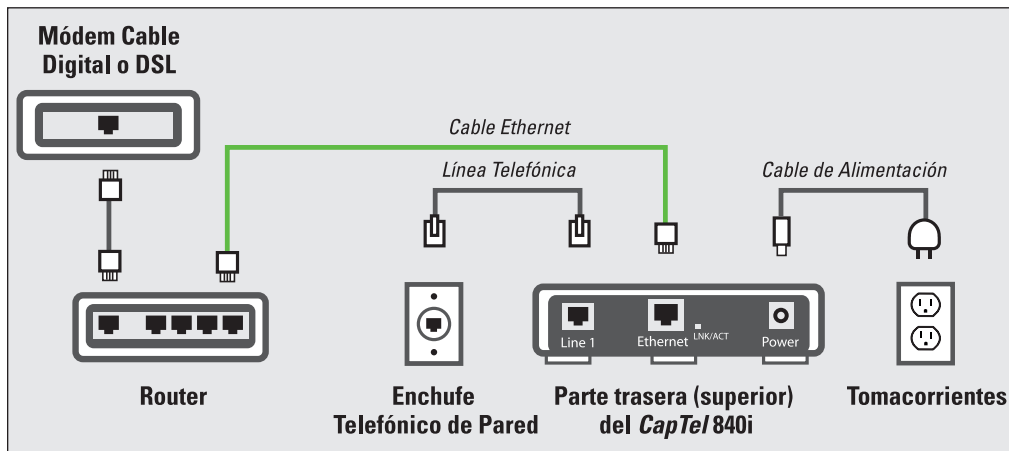 Módem Cable
Digital o DSL
Cable Ethernet
Línea Telefónica
Cable de Alimentación
Line 1
Ethernet
LNK/ACT
Power
Router
Enchufe
Telefónico de Pared
Parte trasera (superior)
del CapTel 840i
Tomacorrientes